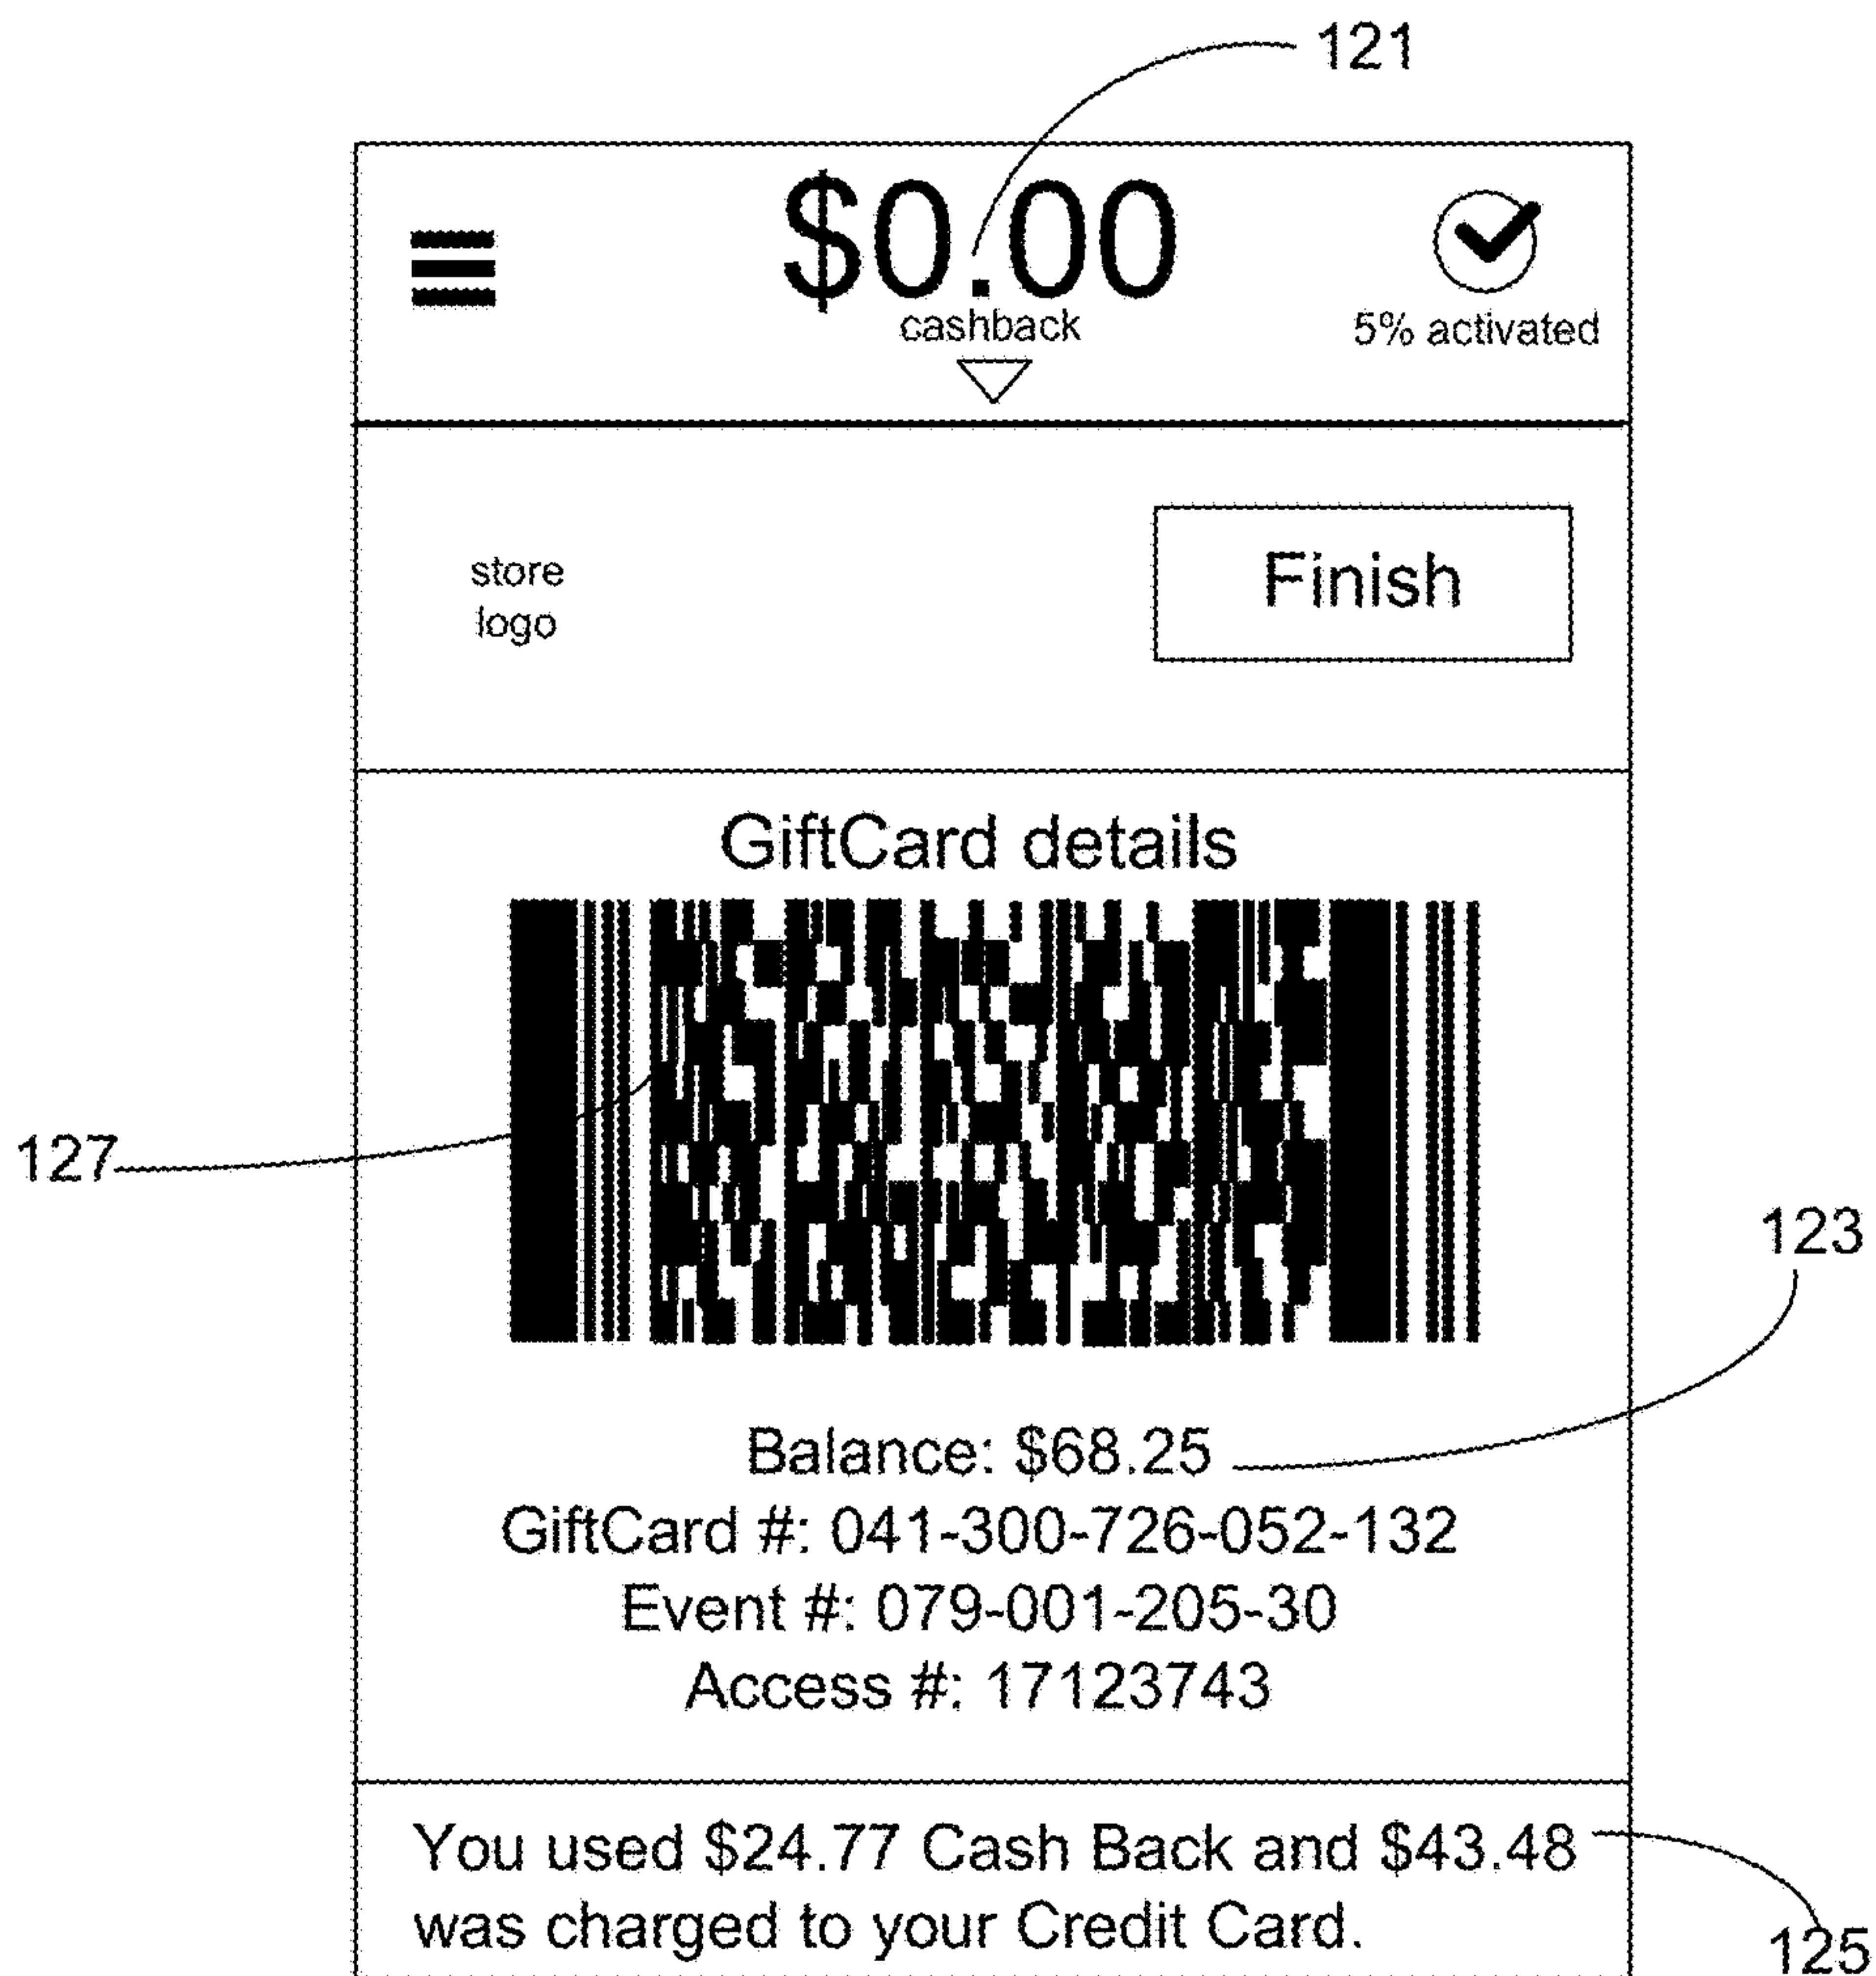 121
$0.00
cashback
5% activated
store
logo
Finish
GiftCard details
127
123
Balance: $68.25
GiftCard #: 041-300-726-052-132
Event #: 079-001-205-30
Access #: 17123743
You used $24.77 Cash Back and $43.48
was charged to your Credit Card.
125